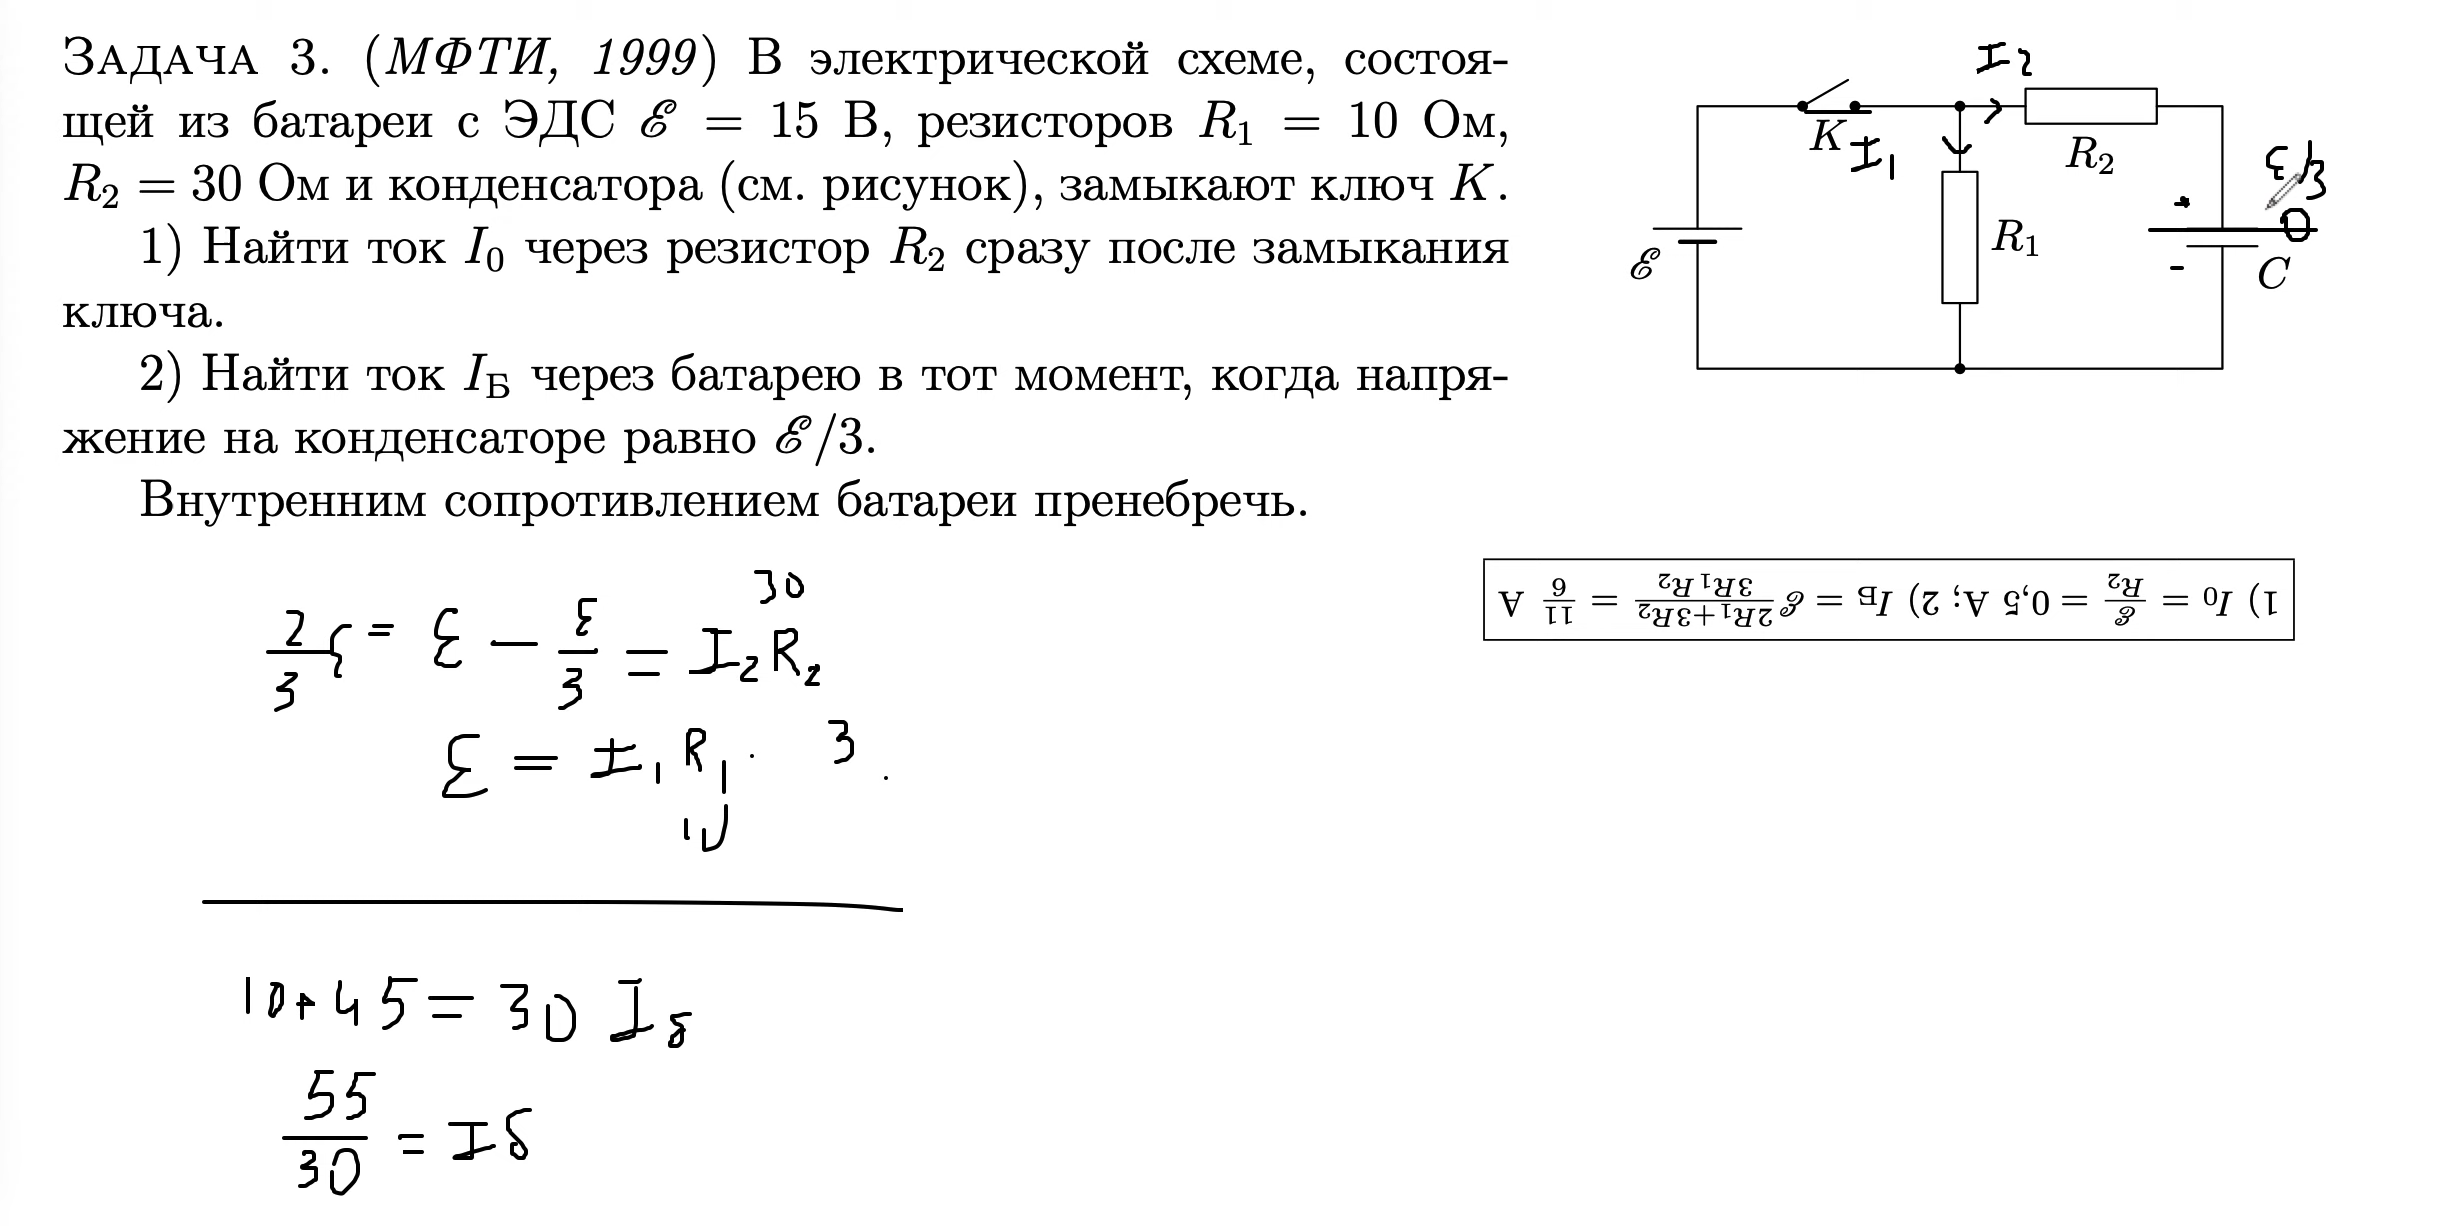 Задача 3. (МФТИ, 1999) В электрической схеме, состоя-
щей из батареи с ЭДС ℰ = 15 В, резисторов R₁ = 10 Ом,
R₂ = 30 Ом и конденсатора (см. рисунок), замыкают ключ K.
1) Найти ток I₀ через резистор R₂ сразу после замыкания
ключа.
2) Найти ток I_Б через батарею в тот момент, когда напря-
жение на конденсаторе равно ℰ/3.
Внутренним сопротивлением батареи пренебречь.
I₂
K
I₁
R₂
ε/3
+
0
R₁
ℰ
-
C
1) I₀ = ℰ/R₂ = 0,5 А; 2) I_Б = ℰ (2R₁+3R₂)/(3R₁R₂) = 11/6 А
30
2/3 ε = ε − ε/3 = I₂R₂
ε = I₁R₁ · 3
10
10+45=30 I_б
55/30 = Iб